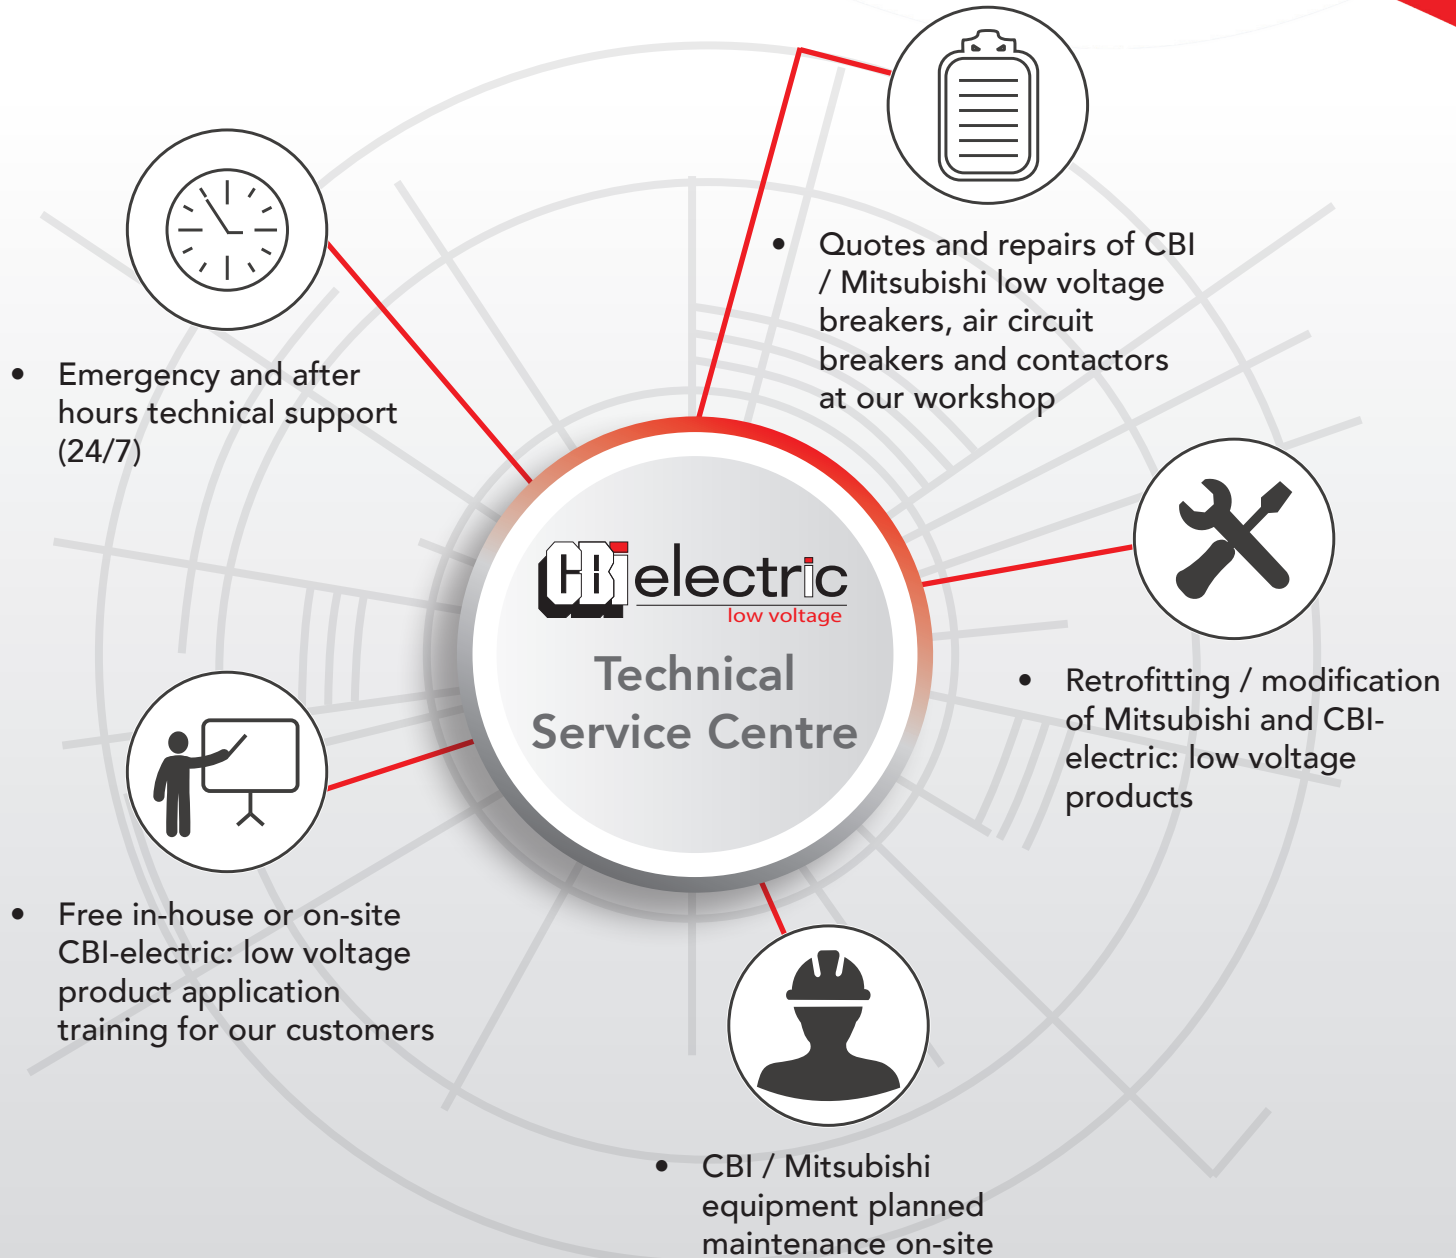 • Quotes and repairs of CBI
/ Mitsubishi low voltage
breakers, air circuit
breakers and contactors
at our workshop
• Emergency and after
hours technical support
(24/7)
CBi electric
low voltage
Technical
Service Centre
• Retrofitting / modification
of Mitsubishi and CBI-
electric: low voltage
products
• Free in-house or on-site
CBI-electric: low voltage
product application
training for our customers
• CBI / Mitsubishi
equipment planned
maintenance on-site